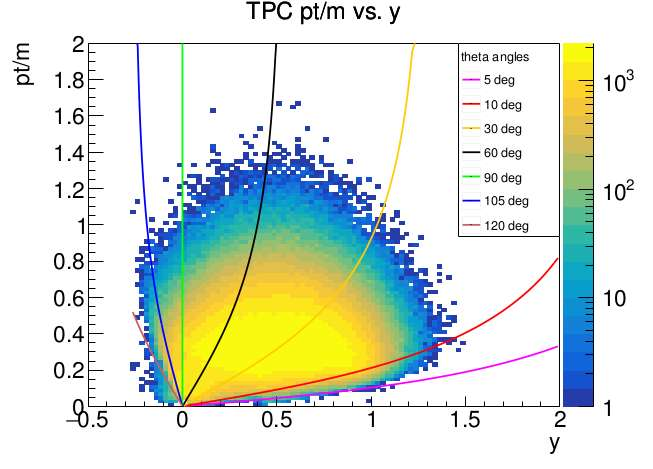 TPC pt/m vs. y
pt/m
2
1.8
1.6
1.4
1.2
1
0.8
0.6
0.4
0.2
0
−0.5
0
0.5
1
1.5
2
y
theta angles
5 deg
10 deg
30 deg
60 deg
90 deg
105 deg
120 deg
10³
10²
10
1